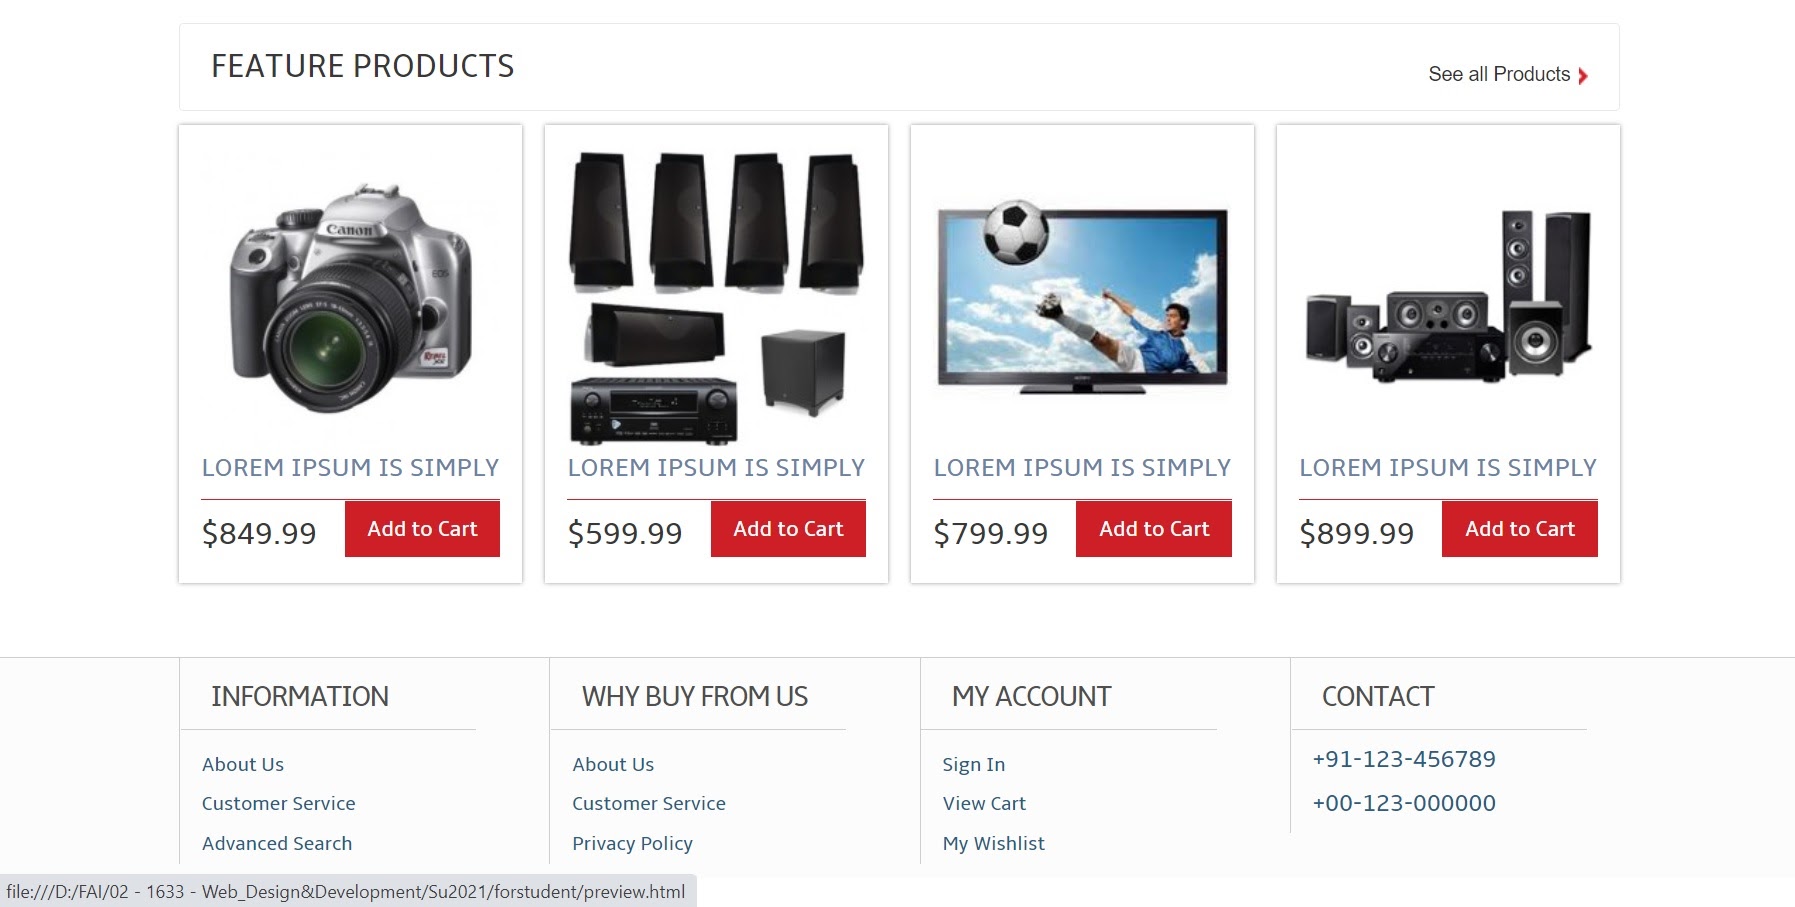 FEATURE PRODUCTS
See all Products
Canon
EOS
LOREM IPSUM IS SIMPLY
$849.99
Add to Cart
LOREM IPSUM IS SIMPLY
$599.99
Add to Cart
LOREM IPSUM IS SIMPLY
$799.99
Add to Cart
LOREM IPSUM IS SIMPLY
$899.99
Add to Cart
INFORMATION
About Us
Customer Service
Advanced Search
WHY BUY FROM US
About Us
Customer Service
Privacy Policy
MY ACCOUNT
Sign In
View Cart
My Wishlist
CONTACT
+91-123-456789
+00-123-000000
file:///D:/FAI/02 - 1633 - Web_Design&Development/Su2021/forstudent/preview.html